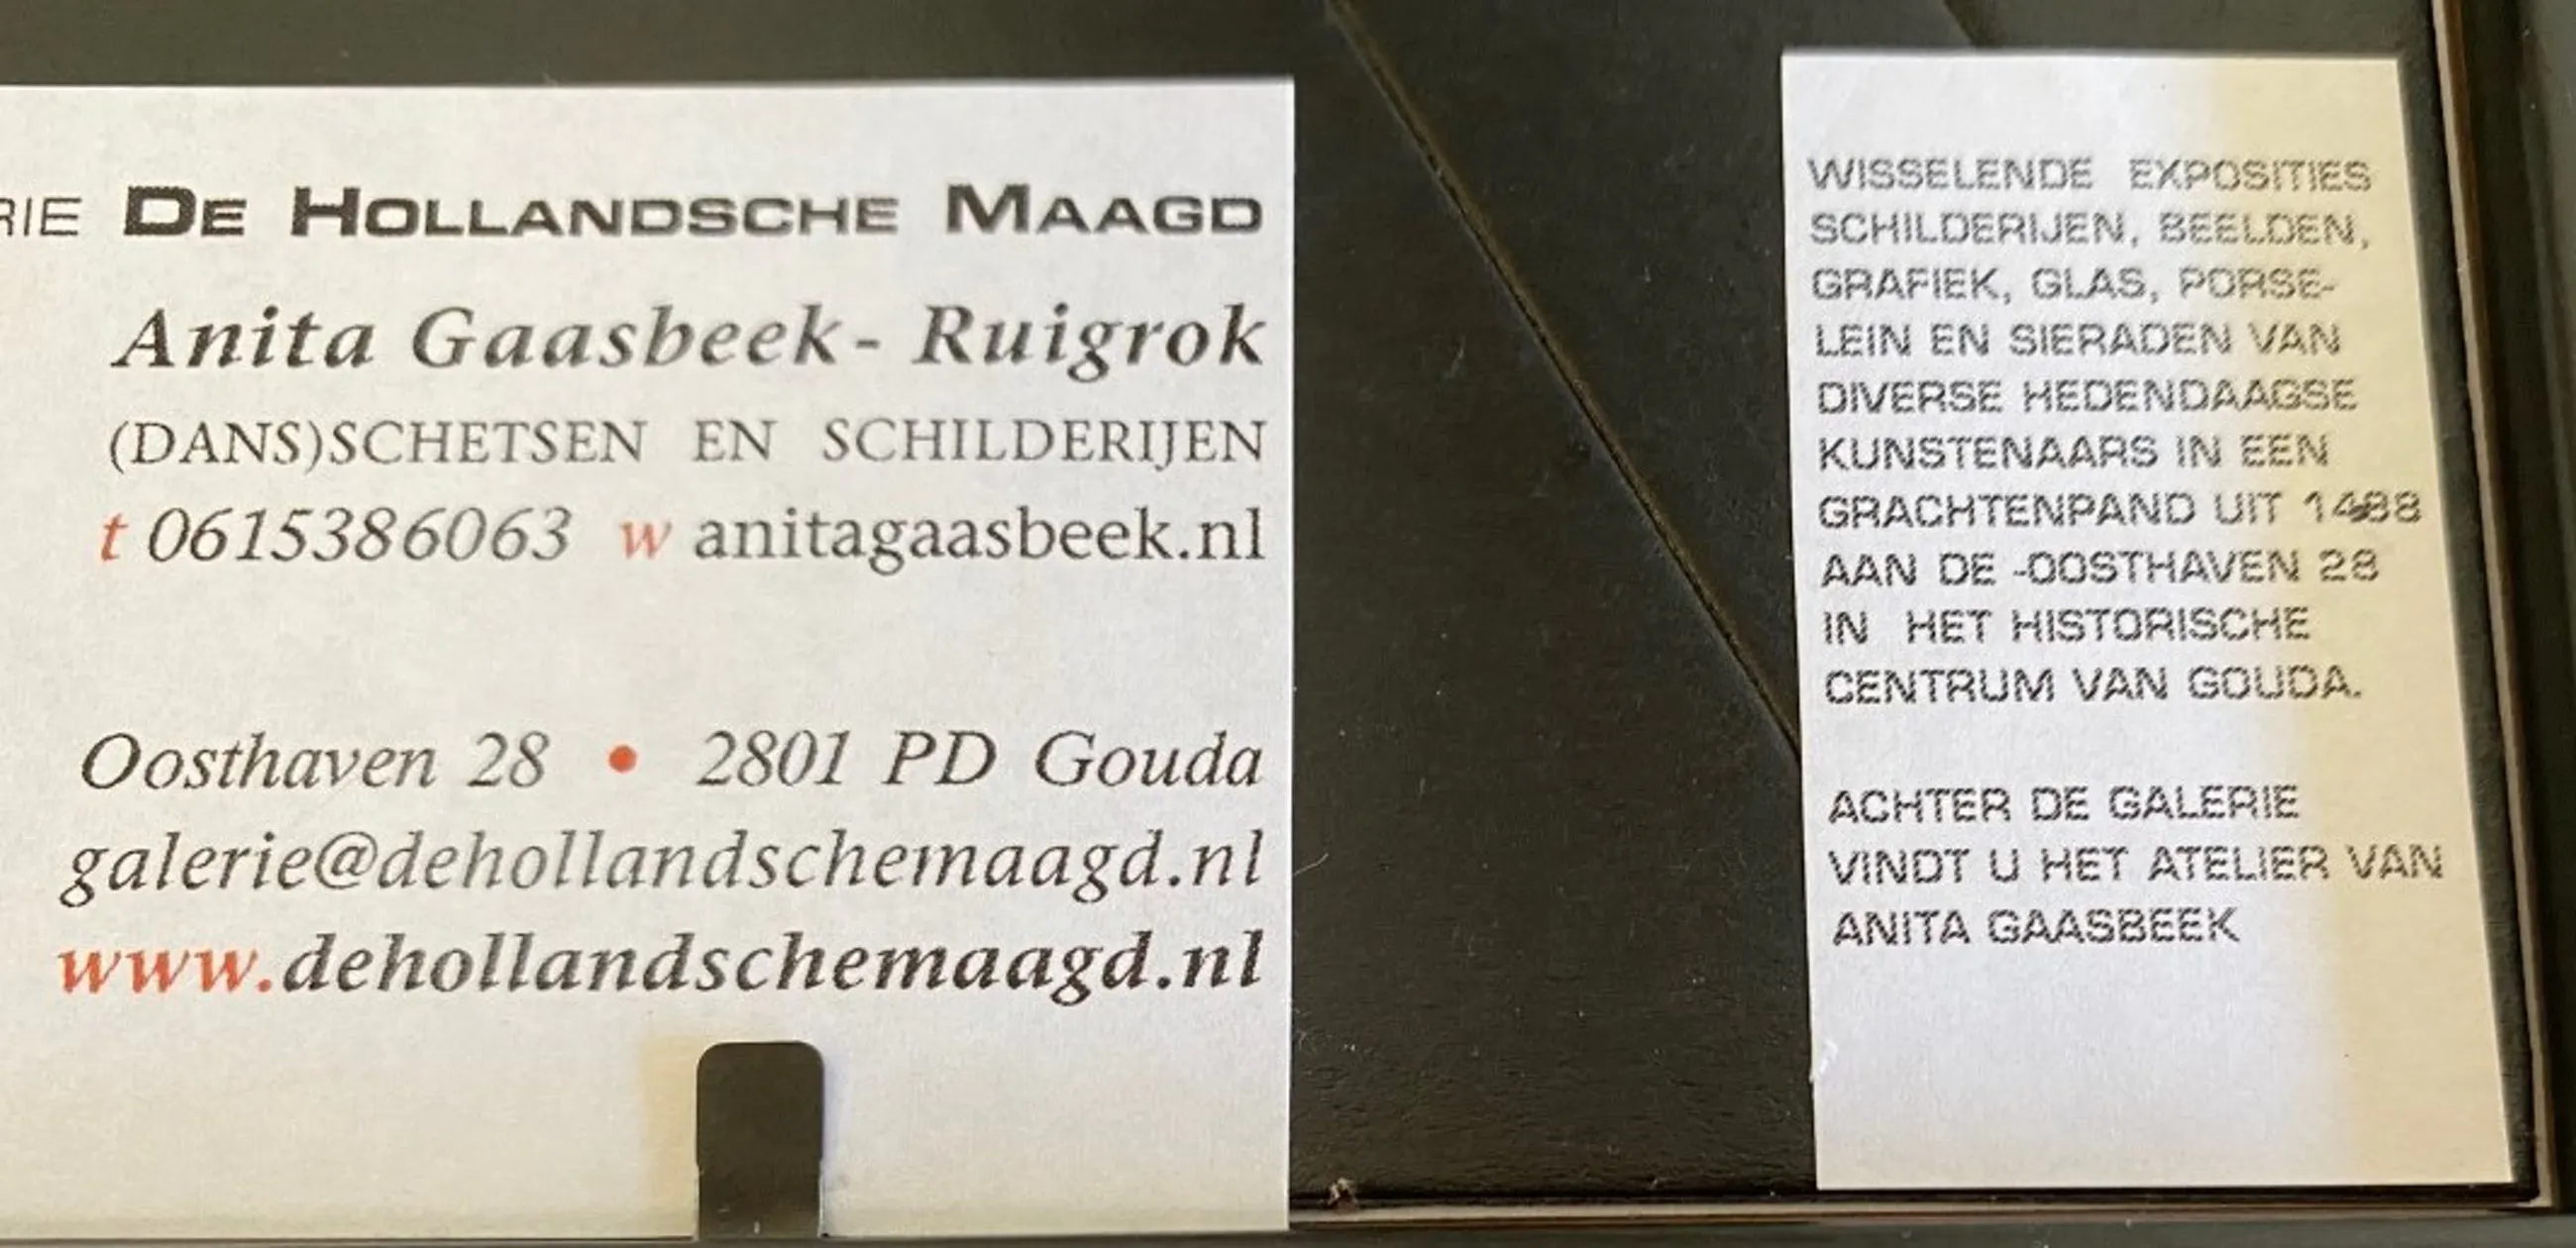 RIE DE HOLLANDSCHE MAAGD
Anita Gaasbeek- Ruigrok
(DANS)SCHETSEN EN SCHILDERIJEN
t 0615386063 w anitagaasbeek.nl
Oosthaven 28 • 2801 PD Gouda
galerie@dehollandschemaagd.nl
www.dehollandschemaagd.nl
WISSELENDE EXPOSITIES
SCHILDERIJEN, BEELDEN,
GRAFIEK, GLAS, PORSE-
LEIN EN SIERADEN VAN
DIVERSE HEDENDAAGSE
KUNSTENAARS IN EEN
GRACHTENPAND UIT 1488
AAN DE -OOSTHAVEN 28
IN HET HISTORISCHE
CENTRUM VAN GOUDA.
ACHTER DE GALERIE
VINDT U HET ATELIER VAN
ANITA GAASBEEK